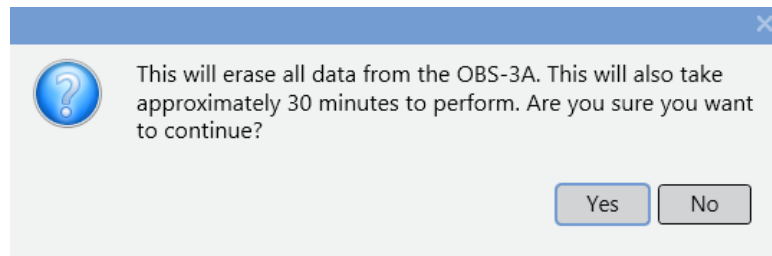 This will erase all data from the OBS-3A. This will also take
approximately 30 minutes to perform. Are you sure you want
to continue?
Yes No